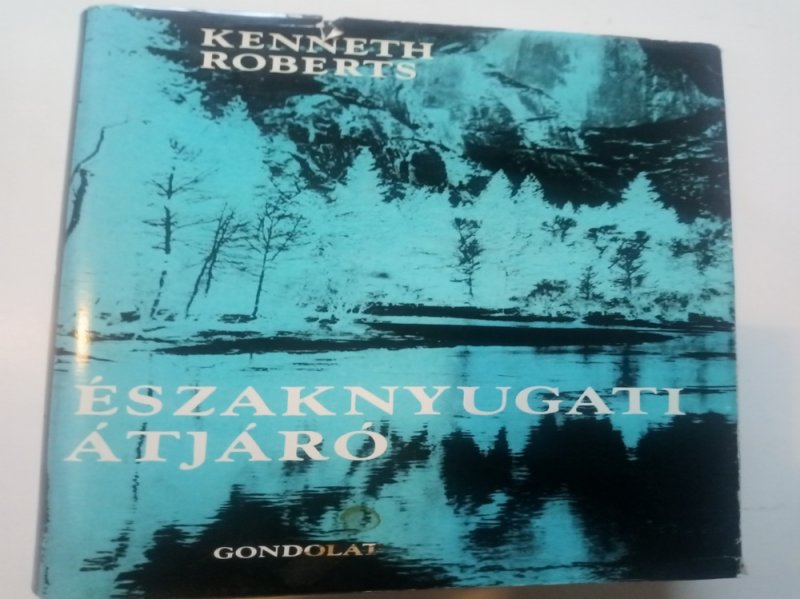 KENNETH
ROBERTS
ÉSZAKNYUGATI
ÁTJÁRÓ
GONDOLAT